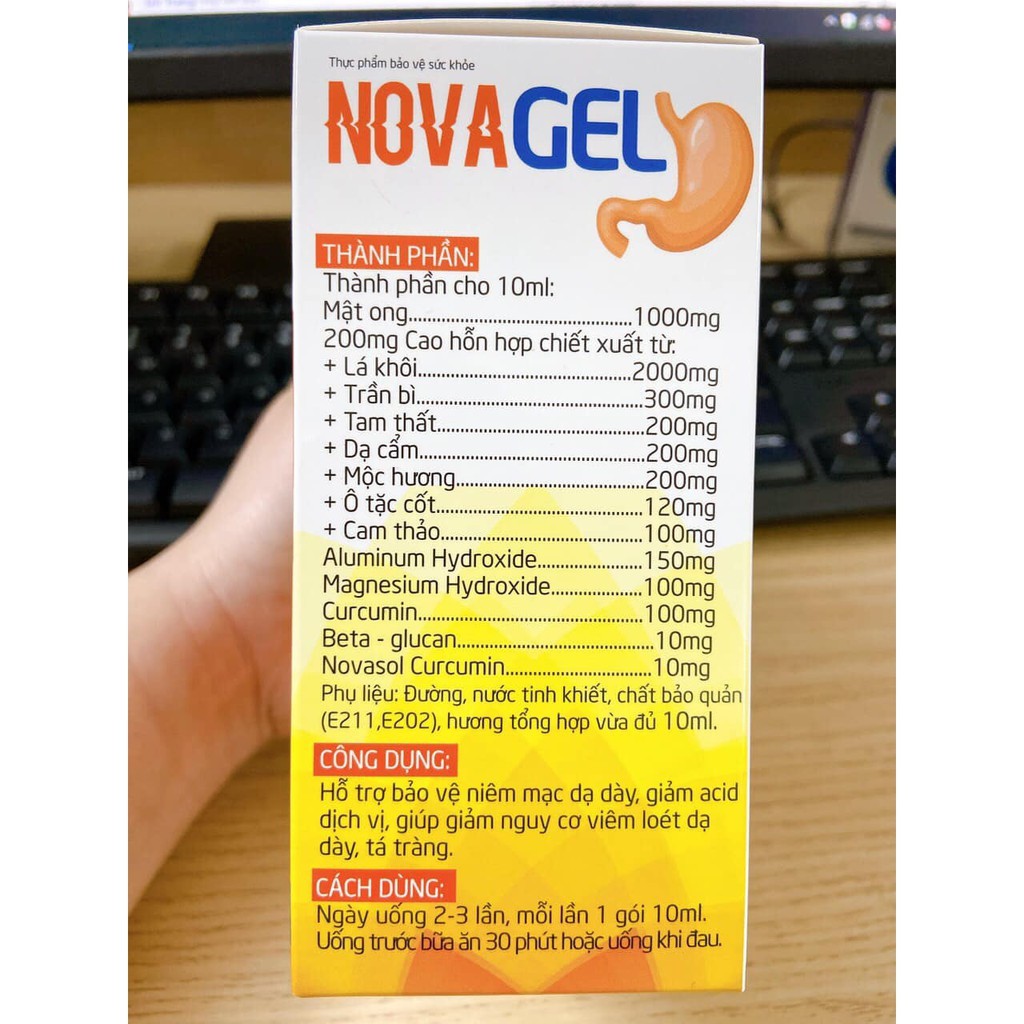 Thực phẩm bảo vệ sức khỏe
NOVAGEL
THÀNH PHẦN:
Thành phần cho 10ml:
Mật ong..........................................1000mg
200mg Cao hỗn hợp chiết xuất từ:
+ Lá khôi........................................2000mg
+ Trần bì..........................................300mg
+ Tam thất.......................................200mg
+ Dạ cẩm..........................................200mg
+ Mộc hương...................................200mg
+ Ô tặc cốt.......................................120mg
+ Cam thảo......................................100mg
Aluminum Hydroxide....................150mg
Magnesium Hydroxide.................100mg
Curcumin..........................................100mg
Beta - glucan.....................................10mg
Novasol Curcumin...........................10mg
Phụ liệu: Đường, nước tinh khiết, chất bảo quản
(E211,E202), hương tổng hợp vừa đủ 10ml.
CÔNG DỤNG:
Hỗ trợ bảo vệ niêm mạc dạ dày, giảm acid
dịch vị, giúp giảm nguy cơ viêm loét dạ
dày, tá tràng.
CÁCH DÙNG:
Ngày uống 2-3 lần, mỗi lần 1 gói 10ml.
Uống trước bữa ăn 30 phút hoặc uống khi đau.